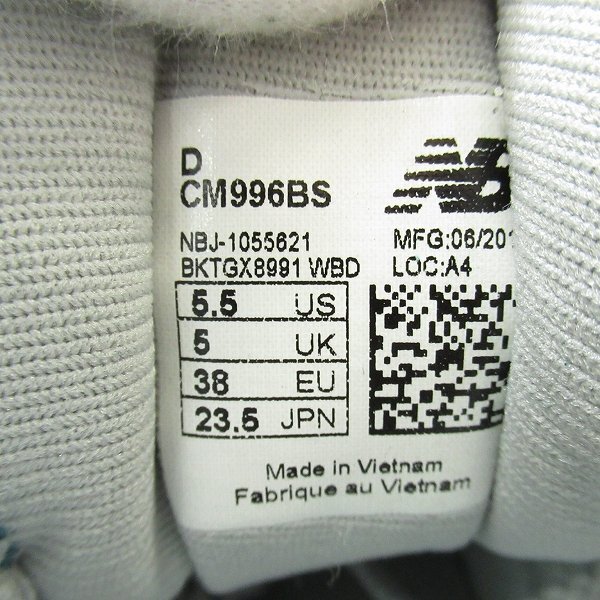 D
CM996BS
NB
NBJ-1055621
MFG:06/201
BKTGX8991 WBD
LOC:A4
5.5 US
5 UK
38 EU
23.5 JPN
Made in Vietnam
Fabrique au Vietnam